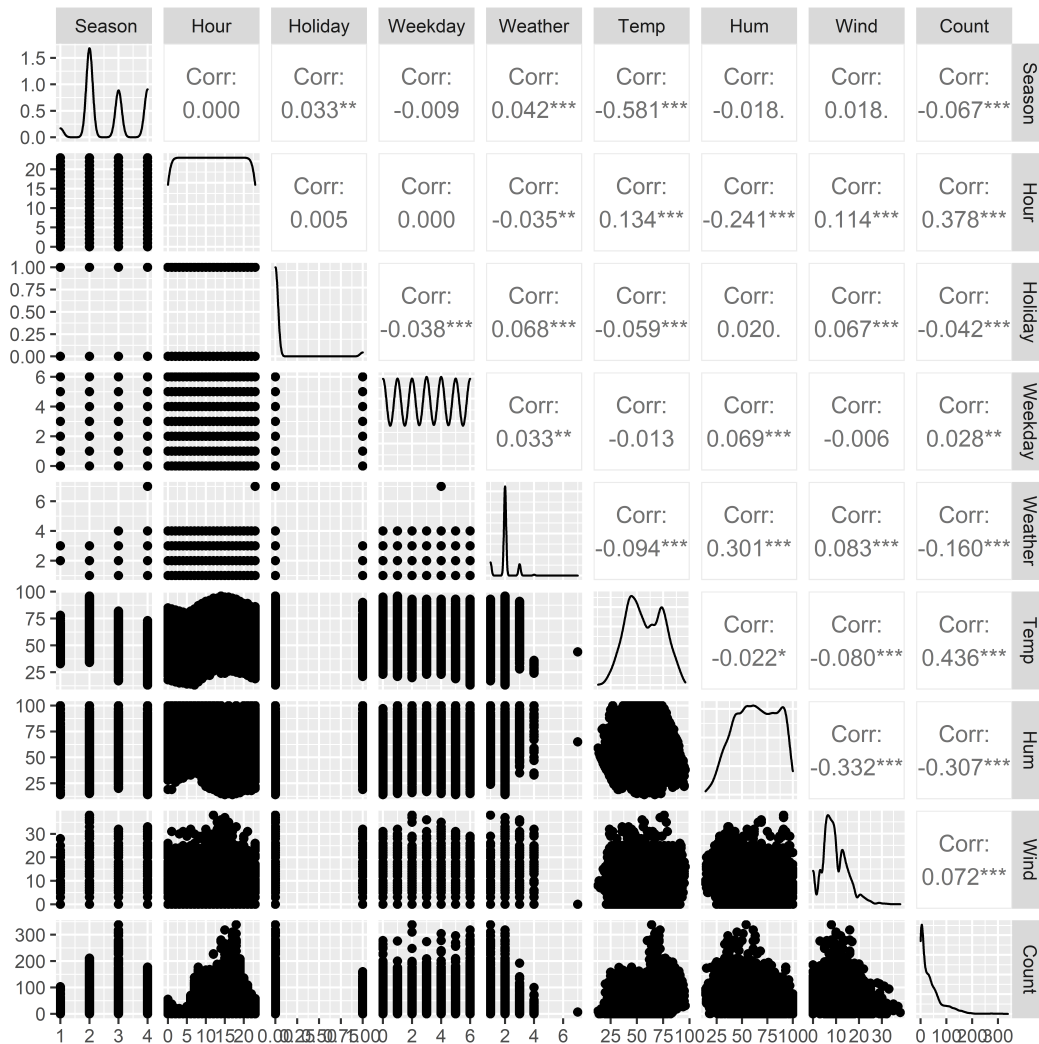 Season Hour Holiday Weekday Weather Temp Hum Wind Count
1.5
1.0
0.5
0.0
Corr: Corr: Corr: Corr: Corr: Corr: Corr: Corr:
0.000 0.033** -0.009 0.042*** -0.581*** -0.018. 0.018. -0.067***
Season
20
15
10
5
0
Corr: Corr: Corr: Corr: Corr: Corr: Corr:
0.005 0.000 -0.035** 0.134*** -0.241*** 0.114*** 0.378***
Hour
1.00
0.75
0.50
0.25
0.00
Corr: Corr: Corr: Corr: Corr: Corr:
-0.038*** 0.068*** -0.059*** 0.020. 0.067*** -0.042***
Holiday
6
4
2
0
Corr: Corr: Corr: Corr: Corr:
0.033** -0.013 0.069*** -0.006 0.028**
Weekday
6
4
2
Corr: Corr: Corr: Corr:
-0.094*** 0.301*** 0.083*** -0.160***
Weather
100
75
50
25
Corr: Corr: Corr:
-0.022* -0.080*** 0.436***
Temp
100
75
50
25
Corr: Corr:
-0.332*** -0.307***
Hum
30
20
10
0
Corr:
0.072***
Wind
300
200
100
0
Count
1 2 3 4 0 5 10 15 20 0.00 0.25 0.50 0.75 1.00 0 2 4 6 2 4 6 25 50 75 100 25 50 75 100 0 10 20 30 0 100 200 300